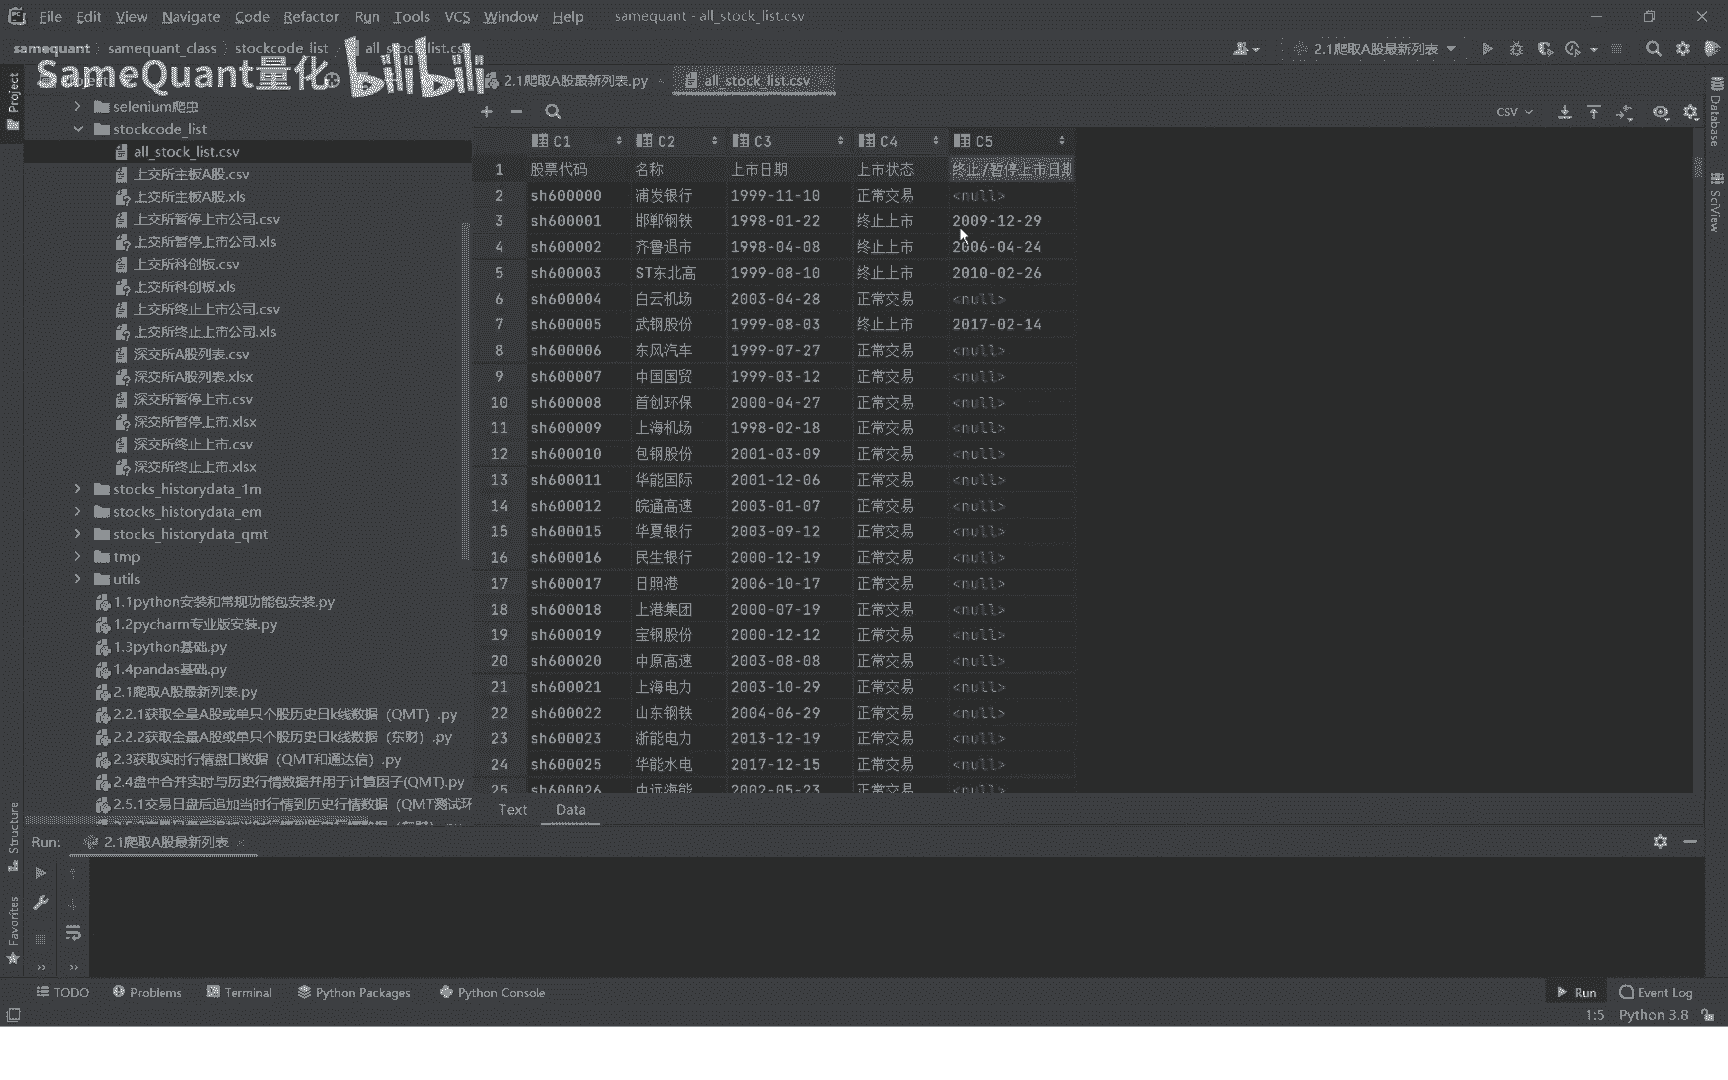 File Edit View Navigate Code Refactor Run Tools VCS Window Help samequant - all_stock_list.csv
samequant samequant_class stockcode_list all_stock_list.csv 2.1爬取A股最新列表
SameQuant量化 bilibili
2.1爬取A股最新列表.py all_stock_list.csv
Project
selenium爬虫
stockcode_list
all_stock_list.csv
上交所主板A股.csv
上交所主板A股.xls
上交所暂停上市公司.csv
上交所暂停上市公司.xls
上交所科创板.csv
上交所科创板.xls
上交所终止上市公司.csv
上交所终止上市公司.xls
深交所A股列表.csv
深交所A股列表.xlsx
深交所暂停上市.csv
深交所暂停上市.xlsx
深交所终止上市.csv
深交所终止上市.xlsx
stocks_historydata_1m
stocks_historydata_em
stocks_historydata_qmt
tmp
utils
1.1python安装和常规功能包安装.py
1.2pycharm专业版安装.py
1.3python基础.py
1.4pandas基础.py
2.1爬取A股最新列表.py
2.2.1获取全量A股或单只个股历史日k线数据（QMT）.py
2.2.2获取全量A股或单只个股历史日k线数据（东财）.py
2.3获取实时行情盘口数据（QMT和通达信）.py
2.4盘中合并实时与历史行情数据并用于计算因子(QMT).py
2.5.1交易日盘后追加当时行情到历史行情数据（QMT测试环
CSV
C1 C2 C3 C4 C5
1 股票代码 名称 上市日期 上市状态 终止/暂停上市日期
2 sh600000 浦发银行 1999-11-10 正常交易 <null>
3 sh600001 邯郸钢铁 1998-01-22 终止上市 2009-12-29
4 sh600002 齐鲁退市 1998-04-08 终止上市 2006-04-24
5 sh600003 ST东北高 1999-08-10 终止上市 2010-02-26
6 sh600004 白云机场 2003-04-28 正常交易 <null>
7 sh600005 武钢股份 1999-08-03 终止上市 2017-02-14
8 sh600006 东风汽车 1999-07-27 正常交易 <null>
9 sh600007 中国国贸 1999-03-12 正常交易 <null>
10 sh600008 首创环保 2000-04-27 正常交易 <null>
11 sh600009 上海机场 1998-02-18 正常交易 <null>
12 sh600010 包钢股份 2001-03-09 正常交易 <null>
13 sh600011 华能国际 2001-12-06 正常交易 <null>
14 sh600012 皖通高速 2003-01-07 正常交易 <null>
15 sh600015 华夏银行 2003-09-12 正常交易 <null>
16 sh600016 民生银行 2000-12-19 正常交易 <null>
17 sh600017 日照港 2006-10-17 正常交易 <null>
18 sh600018 上港集团 2000-07-19 正常交易 <null>
19 sh600019 宝钢股份 2000-12-12 正常交易 <null>
20 sh600020 中原高速 2003-08-08 正常交易 <null>
21 sh600021 上海电力 2003-10-29 正常交易 <null>
22 sh600022 山东钢铁 2004-06-29 正常交易 <null>
23 sh600023 浙能电力 2013-12-19 正常交易 <null>
24 sh600025 华能水电 2017-12-15 正常交易 <null>
25 sh600026 中远海能 2002-05-23 正常交易 <null>
Text Data
Database
SciView
Structure
Favorites
Run: 2.1爬取A股最新列表
TODO Problems Terminal Python Packages Python Console Run Event Log
1:5 Python 3.8